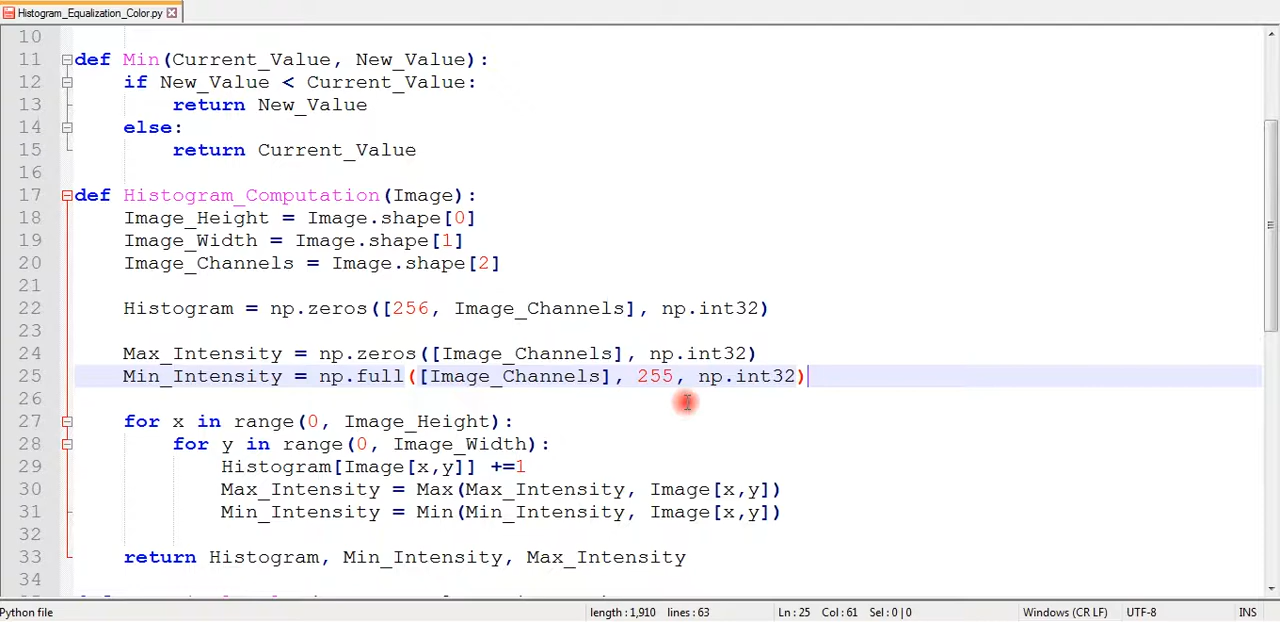 Histogram_Equalization_Color.py
10
11 def Min(Current_Value, New_Value):
12     if New_Value < Current_Value:
13         return New_Value
14     else:
15         return Current_Value
16
17 def Histogram_Computation(Image):
18     Image_Height = Image.shape[0]
19     Image_Width = Image.shape[1]
20     Image_Channels = Image.shape[2]
21
22     Histogram = np.zeros([256, Image_Channels], np.int32)
23
24     Max_Intensity = np.zeros([Image_Channels], np.int32)
25     Min_Intensity = np.full([Image_Channels], 255, np.int32)
26
27     for x in range(0, Image_Height):
28         for y in range(0, Image_Width):
29             Histogram[Image[x,y]] +=1
30             Max_Intensity = Max(Max_Intensity, Image[x,y])
31             Min_Intensity = Min(Min_Intensity, Image[x,y])
32
33     return Histogram, Min_Intensity, Max_Intensity
34
Python file length : 1,910 lines : 63 Ln : 25 Col : 61 Sel : 0 | 0 Windows (CR LF) UTF-8 INS